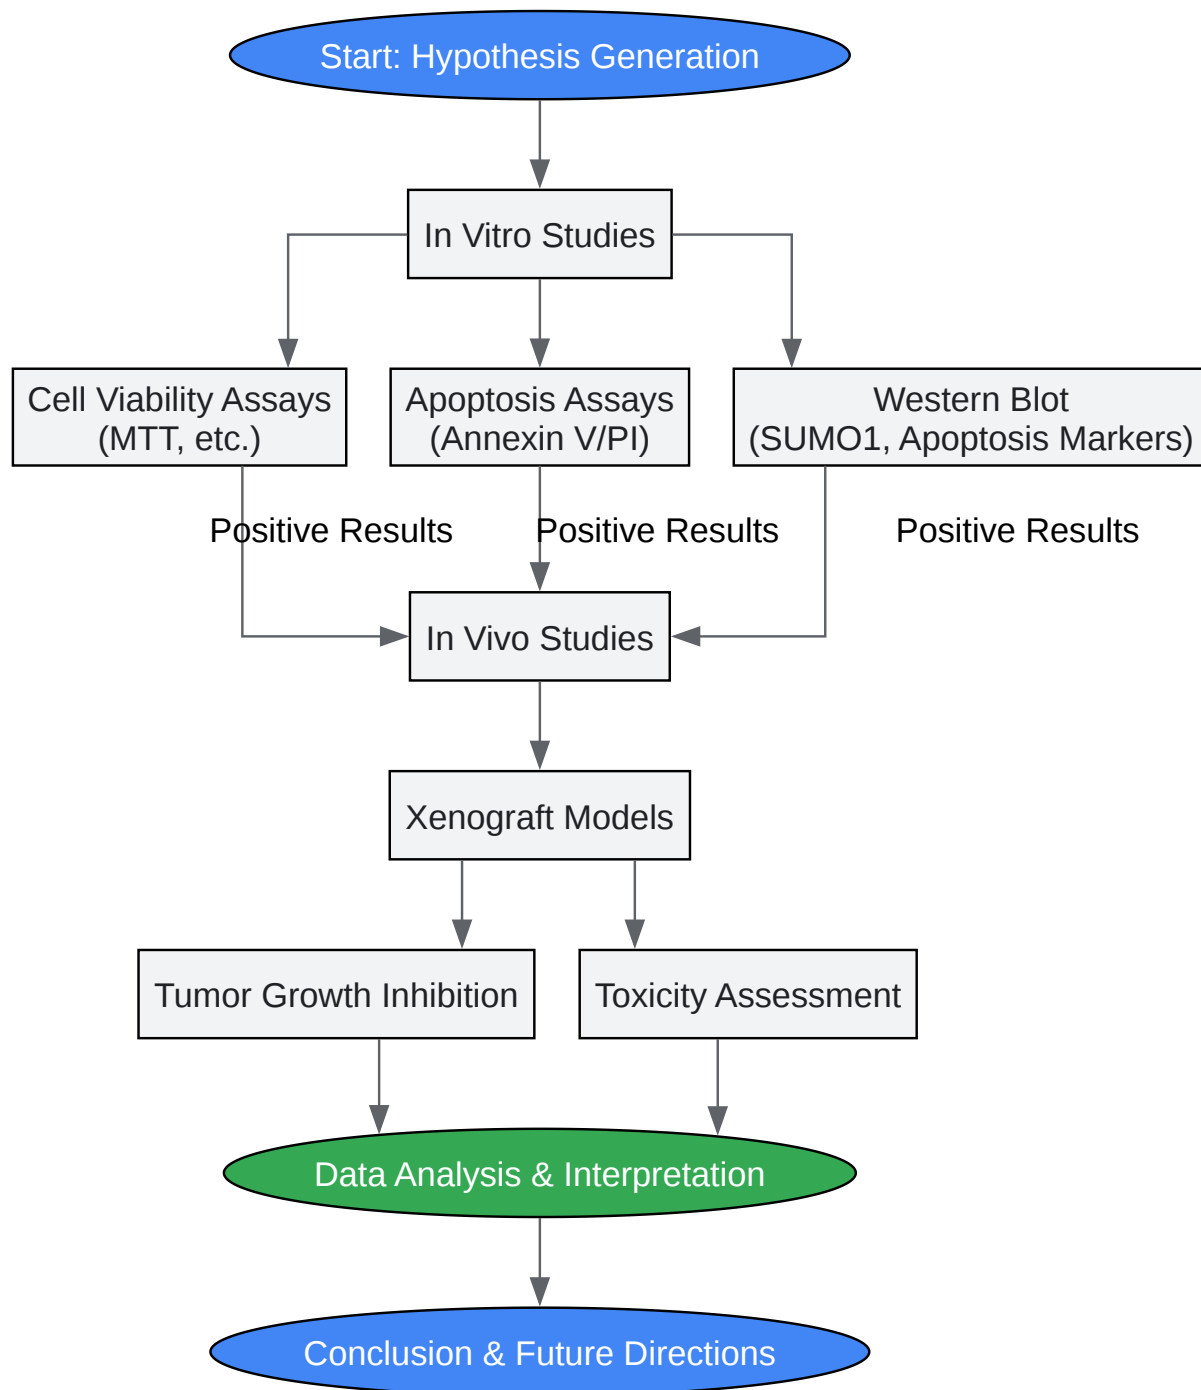 Start: Hypothesis Generation
In Vitro Studies
Cell Viability Assays
(MTT, etc.)
Apoptosis Assays
(Annexin V/PI)
Western Blot
(SUMO1, Apoptosis Markers)
Positive Results
Positive Results
Positive Results
In Vivo Studies
Xenograft Models
Tumor Growth Inhibition
Toxicity Assessment
Data Analysis & Interpretation
Conclusion & Future Directions